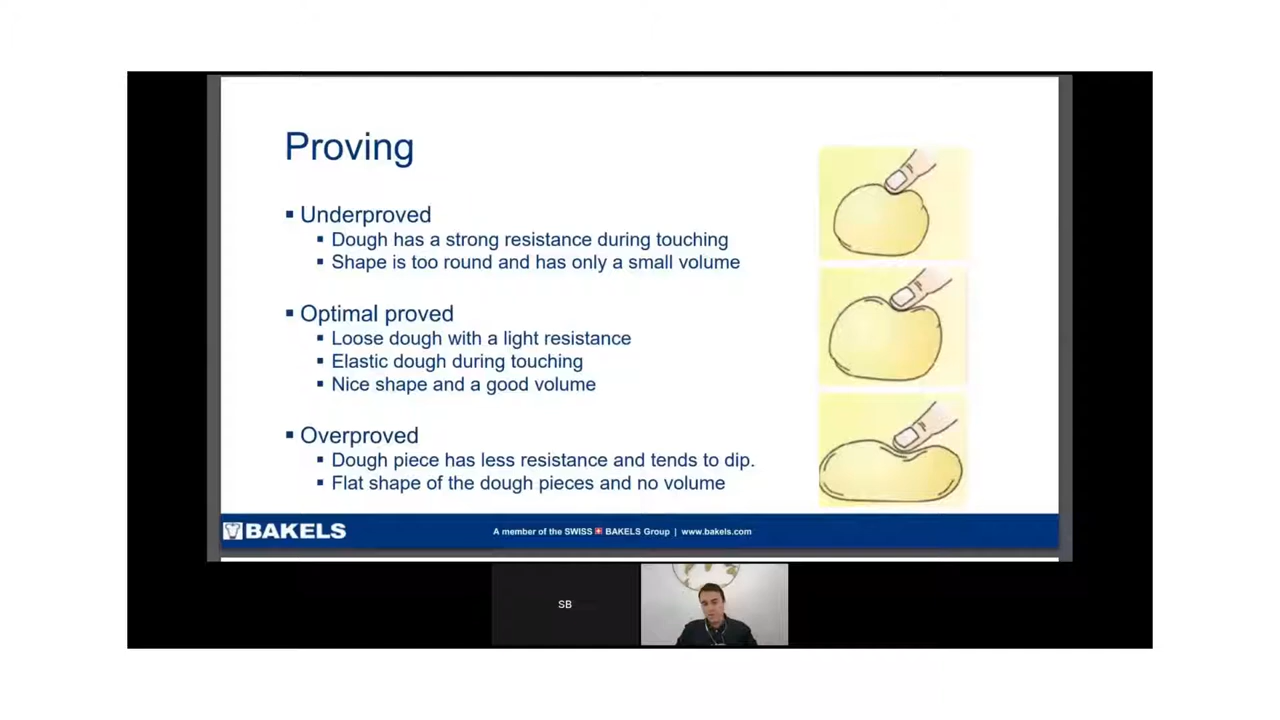 Proving
▪ Underproved
▪ Dough has a strong resistance during touching
▪ Shape is too round and has only a small volume
▪ Optimal proved
▪ Loose dough with a light resistance
▪ Elastic dough during touching
▪ Nice shape and a good volume
▪ Overproved
▪ Dough piece has less resistance and tends to dip.
▪ Flat shape of the dough pieces and no volume
BAKELS
A member of the SWISS BAKELS Group | www.bakels.com
SB